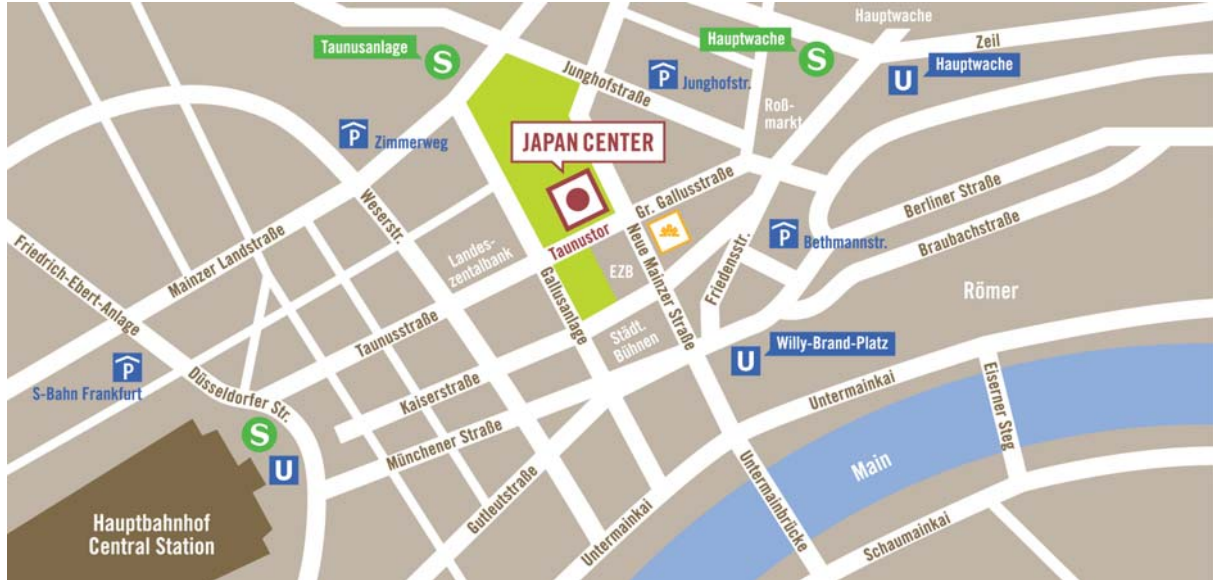 Hauptwache
Zeil
Taunusanlage
S
Hauptwache
S
U
Hauptwache
P
Junghofstr.
Junghofstraße
Roß-
markt
P
Zimmerweg
JAPAN CENTER
Weserstr.
Gr. Gallusstraße
Berliner Straße
Braubachstraße
P
Bethmannstr.
Landes-
zentalbank
Taunustor
Neue Mainzer Straße
EZB
Friedensstr.
Mainzer Landstraße
Friedrich-Ebert-Anlage
Gallusanlage
Römer
Taunusstraße
Städt.
Bühnen
U
Willy-Brand-Platz
P
S-Bahn Frankfurt
Düsseldorfer Str.
Kaiserstraße
Untermainkai
Eiserner Steg
S
U
Münchener Straße
Main
Gutleutstraße
Untermainkai
Untermainbrücke
Schaumainkai
Hauptbahnhof
Central Station